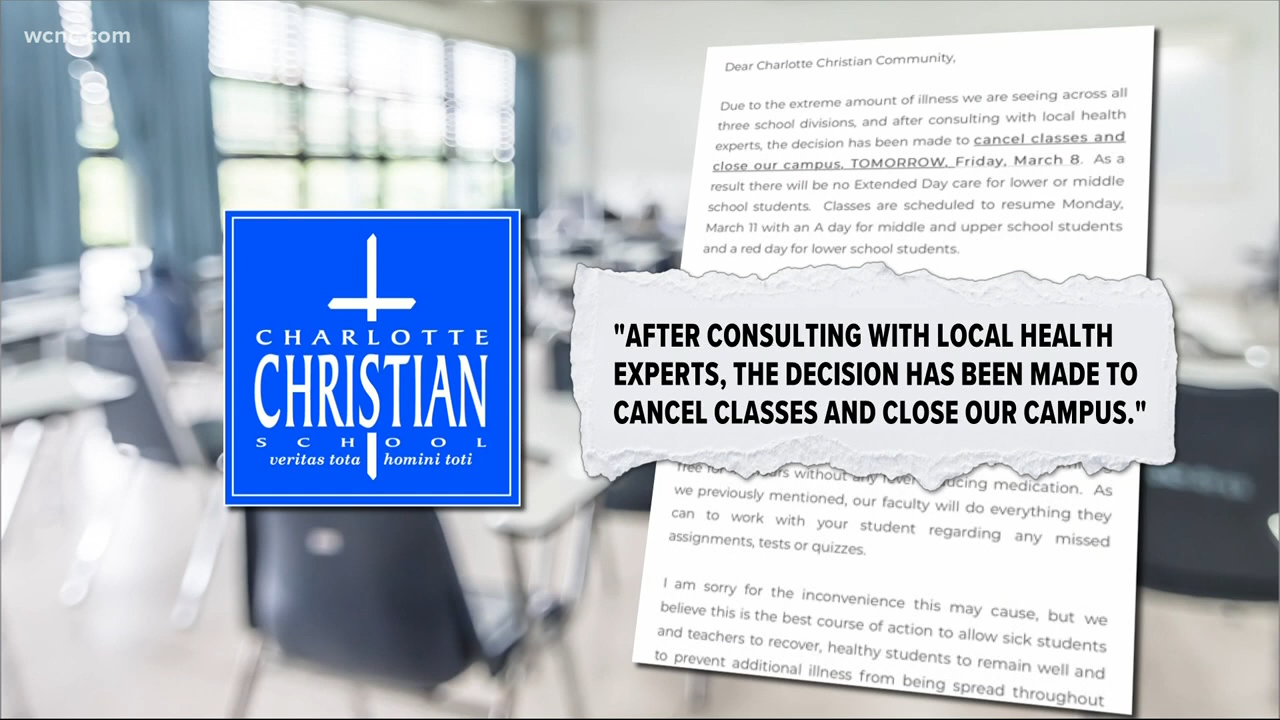 wcnc.com
Dear Charlotte Christian Community,
Due to the extreme amount of illness we are seeing across all
three school divisions, and after consulting with local health
experts, the decision has been made to cancel classes and
close our campus, TOMORROW, Friday, March 8. As a
result there will be no Extended Day care for lower or middle
school students. Classes are scheduled to resume Monday,
March 11 with an A day for middle and upper school students
and a red day for lower school students.
"AFTER CONSULTING WITH LOCAL HEALTH
EXPERTS, THE DECISION HAS BEEN MADE TO
CANCEL CLASSES AND CLOSE OUR CAMPUS."
without any medication. As
we previously mentioned, our faculty will do everything they
can to work with your student regarding any missed
assignments, tests or quizzes.
I am sorry for the inconvenience this may cause, but we
believe this is the best course of action to allow sick students
and teachers to recover, healthy students to remain well and
to prevent additional illness from being spread throughout
CHARLOTTE
CHRISTIAN
SCHOOL
veritas tota homini toti